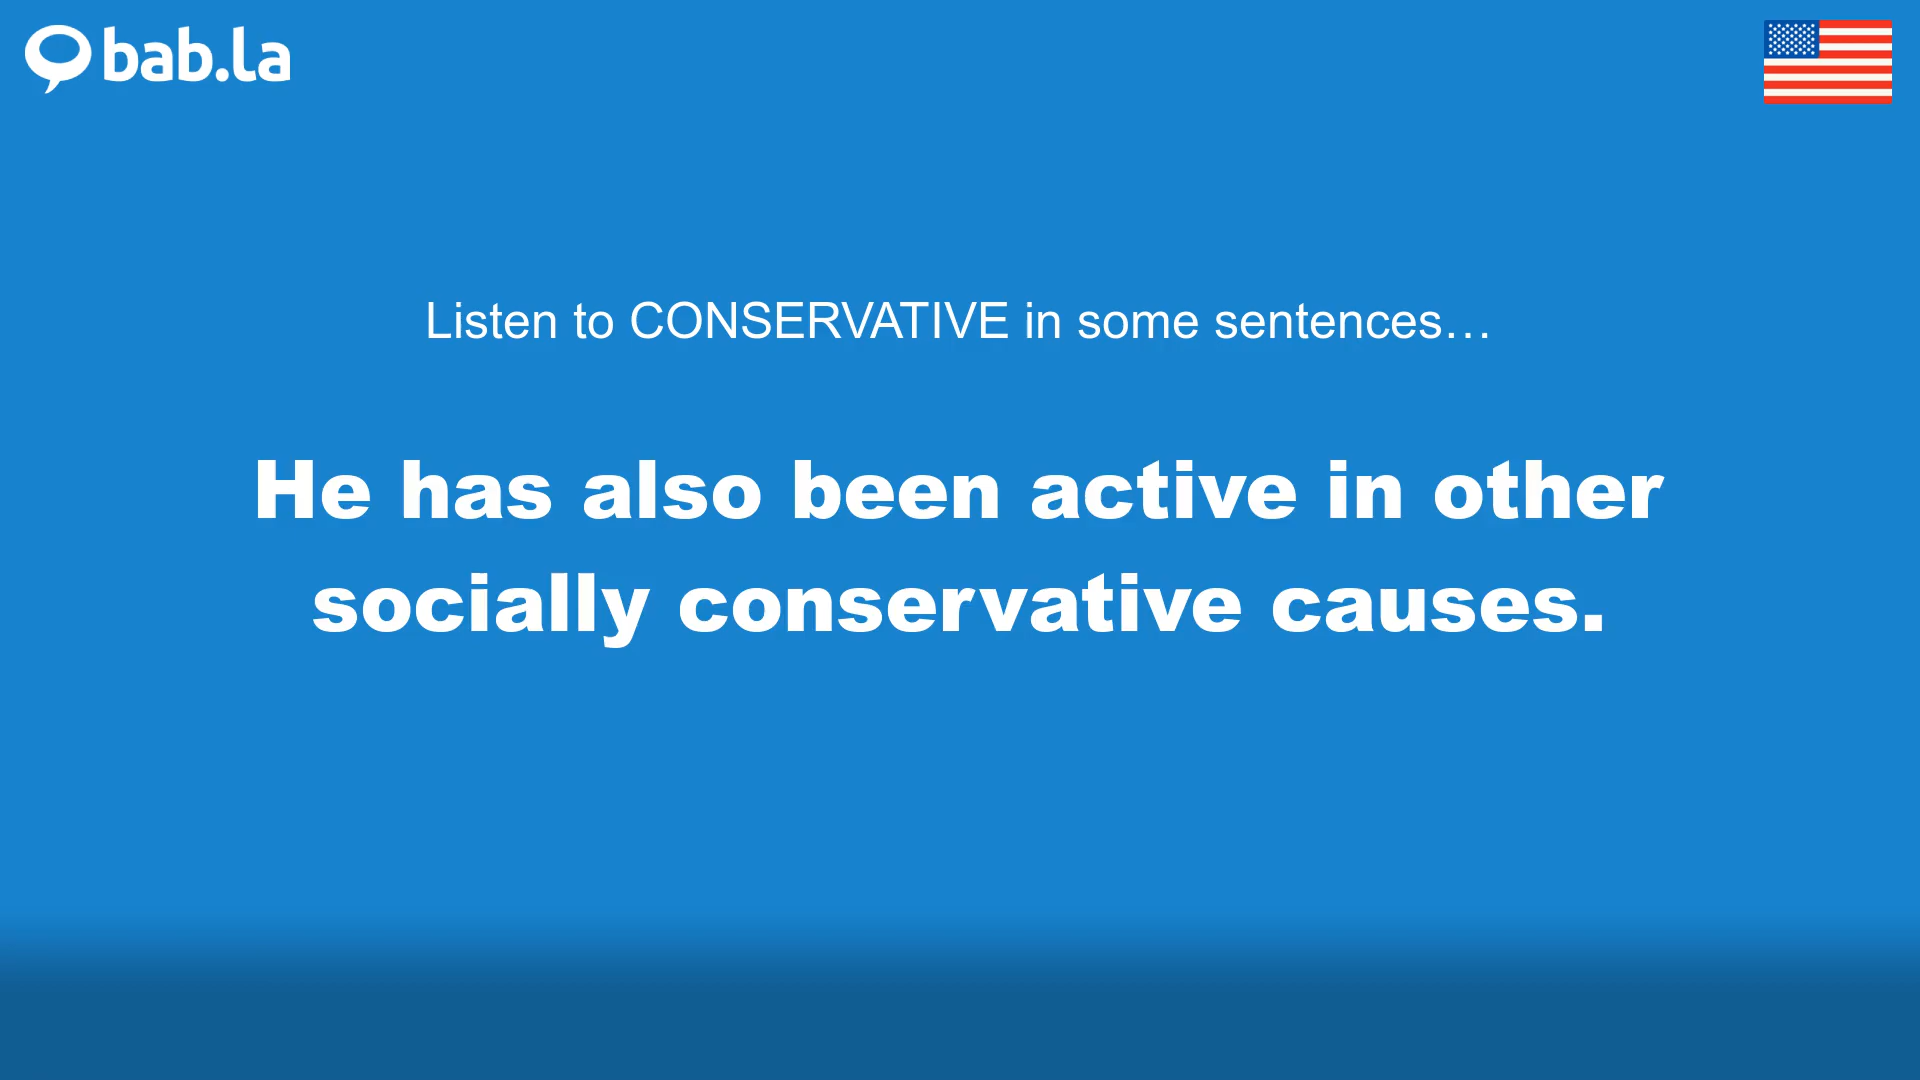 bab.la
Listen to CONSERVATIVE in some sentences…
He has also been active in other
socially conservative causes.